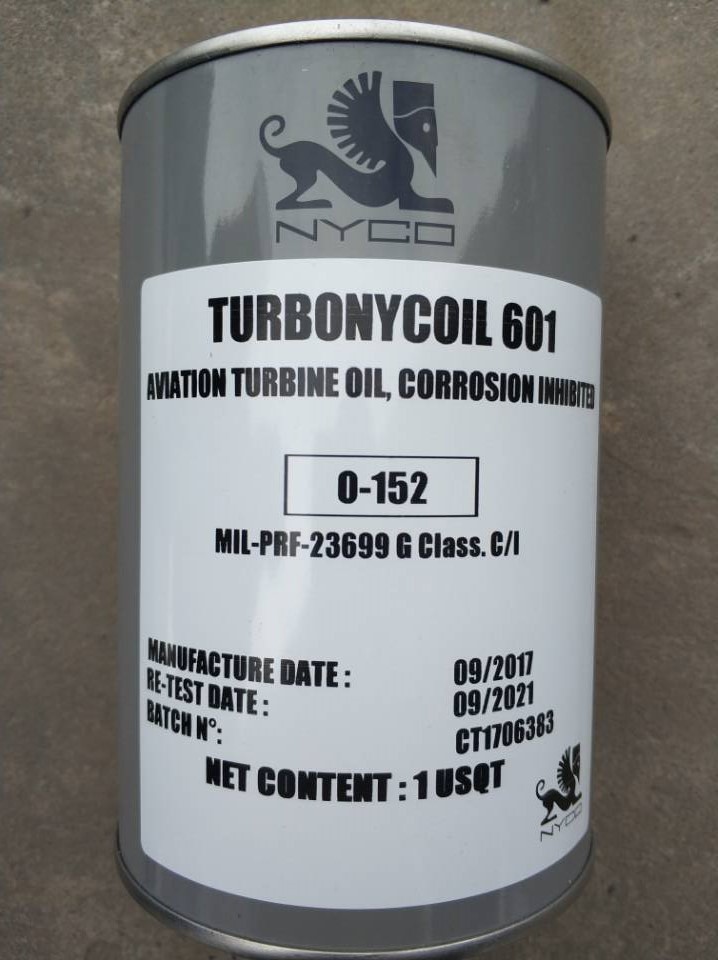 NYCO
TURBONYCOIL 601
AVIATION TURBINE OIL, CORROSION INHIBITED
O-152
MIL-PRF-23699 G Class. C/I
MANUFACTURE DATE : 09/2017
RE-TEST DATE : 09/2021
BATCH N°: CT1706383
NET CONTENT : 1 USQT
NYCO